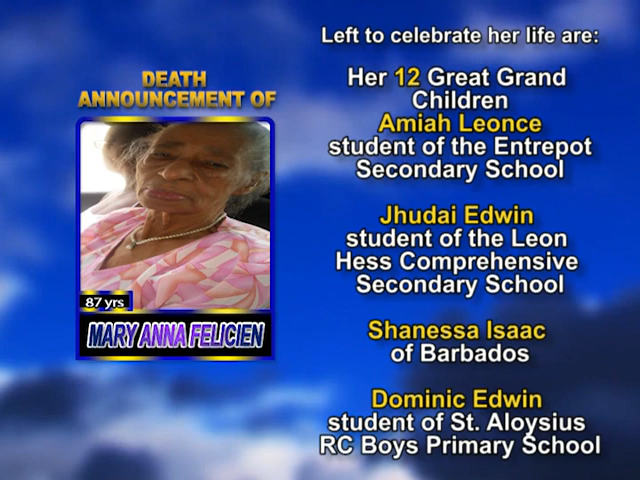 DEATH
ANNOUNCEMENT OF
87 yrs
MARY ANNA FELICIEN
Left to celebrate her life are:
Her 12 Great Grand
Children
Amiah Leonce
student of the Entrepot
Secondary School
Jhudai Edwin
student of the Leon
Hess Comprehensive
Secondary School
Shanessa Isaac
of Barbados
Dominic Edwin
student of St. Aloysius
RC Boys Primary School